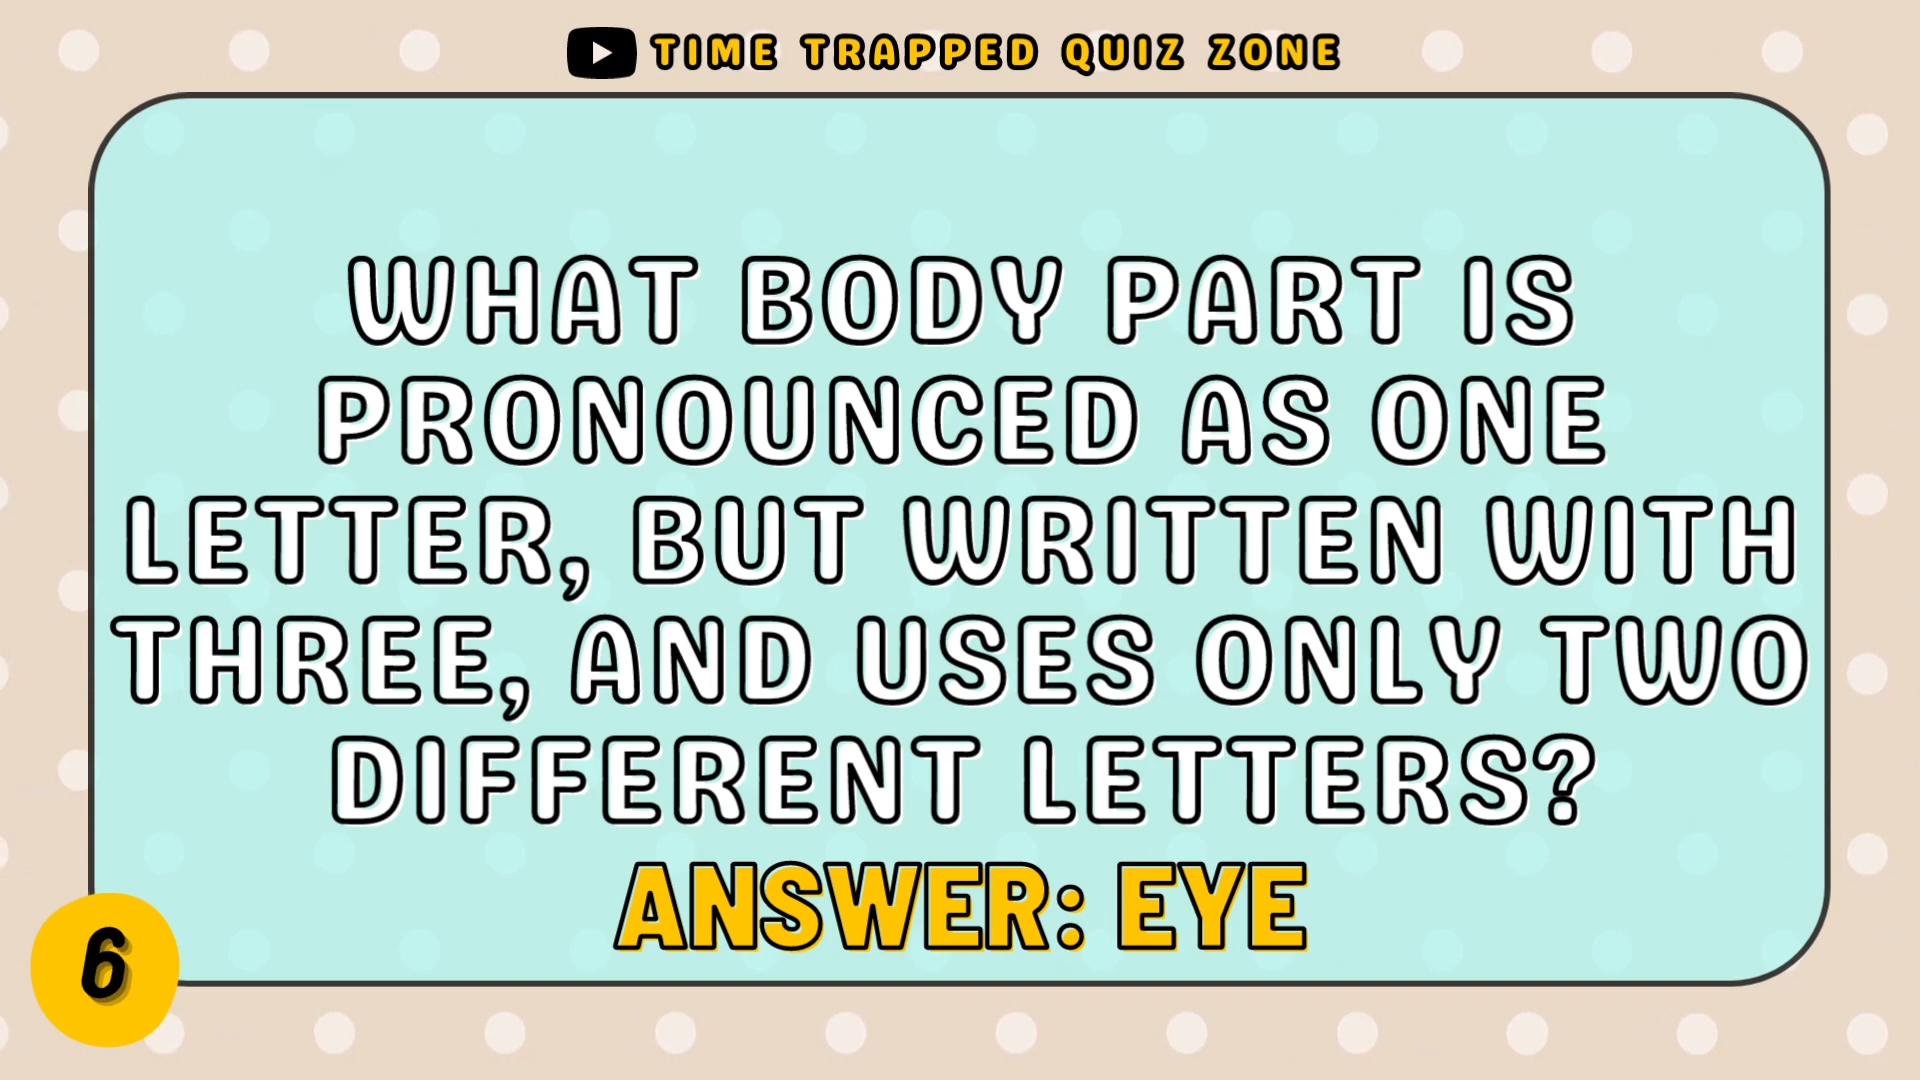 TIME TRAPPED QUIZ ZONE
WHAT BODY PART IS
PRONOUNCED AS ONE
LETTER, BUT WRITTEN WITH
THREE, AND USES ONLY TWO
DIFFERENT LETTERS?
ANSWER: EYE
6